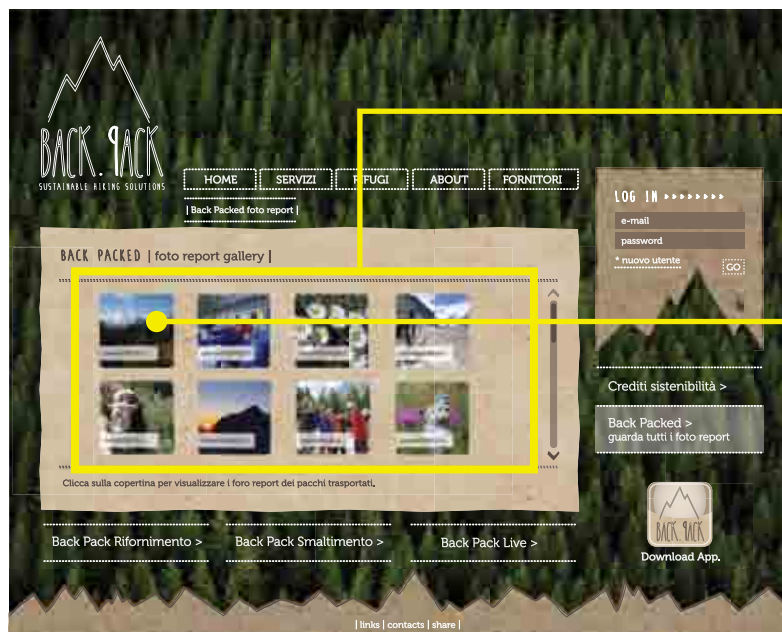 BACK.PACK
SUSTAINABLE HIKING SOLUTIONS
HOME
SERVIZI
RIFUGI
ABOUT
FORNITORI
| Back Packed foto report |
LOG IN
e-mail
password
* nuovo utente
GO
BACK PACKED | foto report gallery |
Clicca sulla copertina per visualizzare i foro report dei pacchi trasportati.
Crediti sistenibilità >
Back Packed >
guarda tutti i foto report
Back Pack Rifornimento >
Back Pack Smaltimento >
Back Pack Live >
BACK.PACK
Download App.
| links | contacts | share |